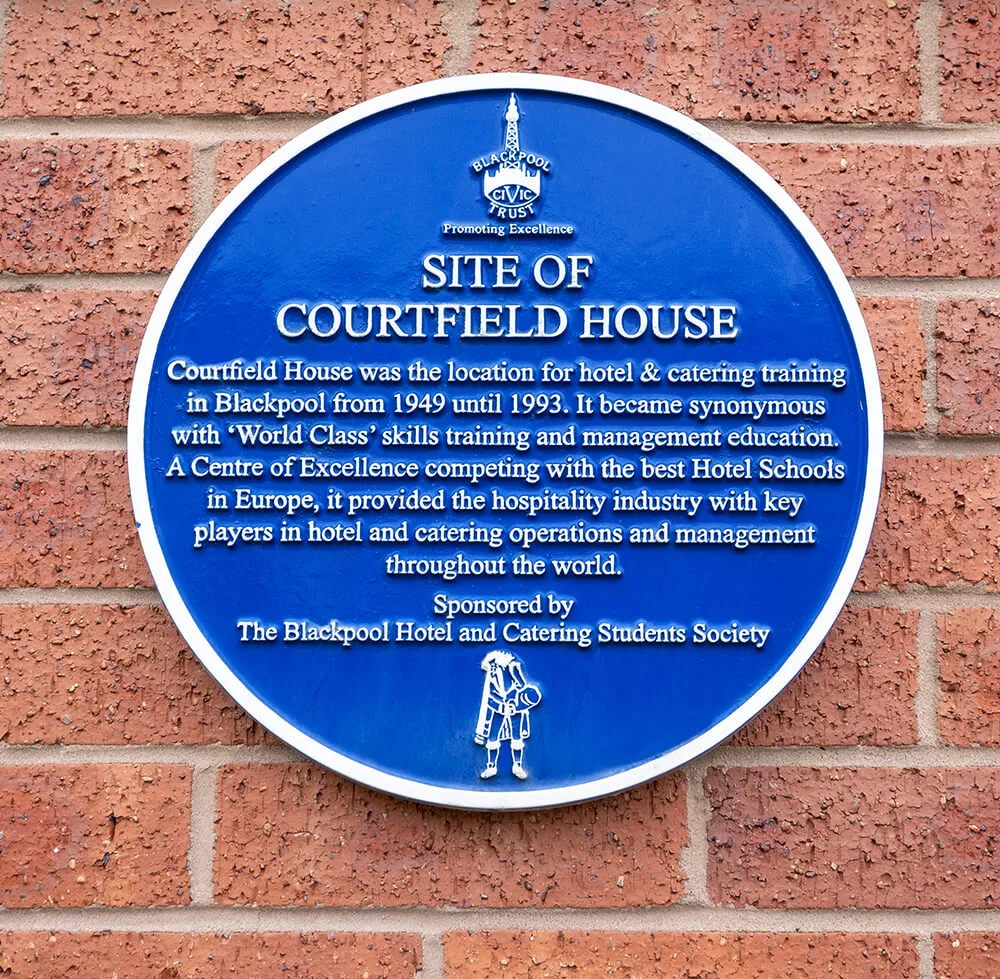 BLACKPOOL
CIVIC
TRUST
Promoting Excellence
SITE OF
COURTFIELD HOUSE
Courtfield House was the location for hotel & catering training
in Blackpool from 1949 until 1993. It became synonymous
with ‘World Class’ skills training and management education.
A Centre of Excellence competing with the best Hotel Schools
in Europe, it provided the hospitality industry with key
players in hotel and catering operations and management
throughout the world.
Sponsored by
The Blackpool Hotel and Catering Students Society